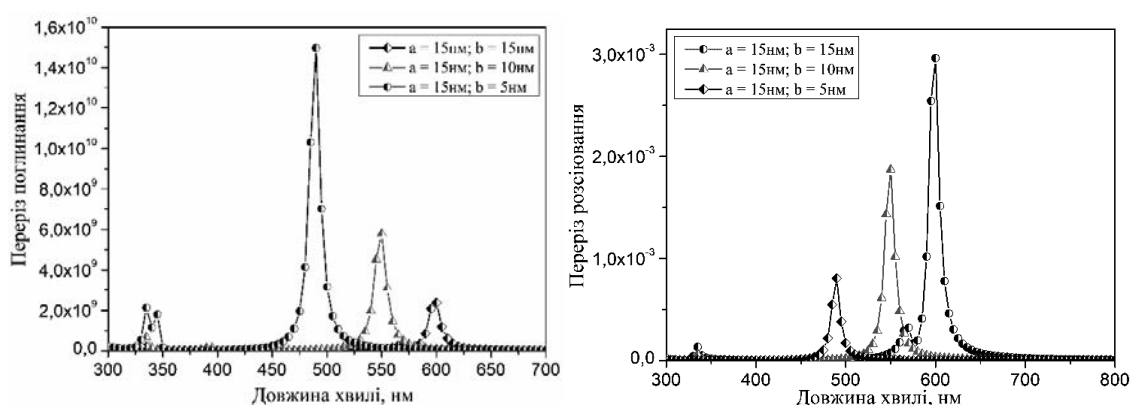 1,6x10¹⁰
1,4x10¹⁰
1,2x10¹⁰
1,0x10¹⁰
8,0x10⁹
6,0x10⁹
4,0x10⁹
2,0x10⁹
0,0
Переріз поглинання
a = 15нм; b = 15нм
a = 15нм; b = 10нм
a = 15нм; b = 5нм
300 350 400 450 500 550 600 650 700
Довжина хвилі, нм
3,0x10⁻³
2,0x10⁻³
1,0x10⁻³
0,0
Переріз розсіювання
a = 15нм; b = 15нм
a = 15нм; b = 10нм
a = 15нм; b = 5нм
300 400 500 600 700 800
Довжина хвилі, нм